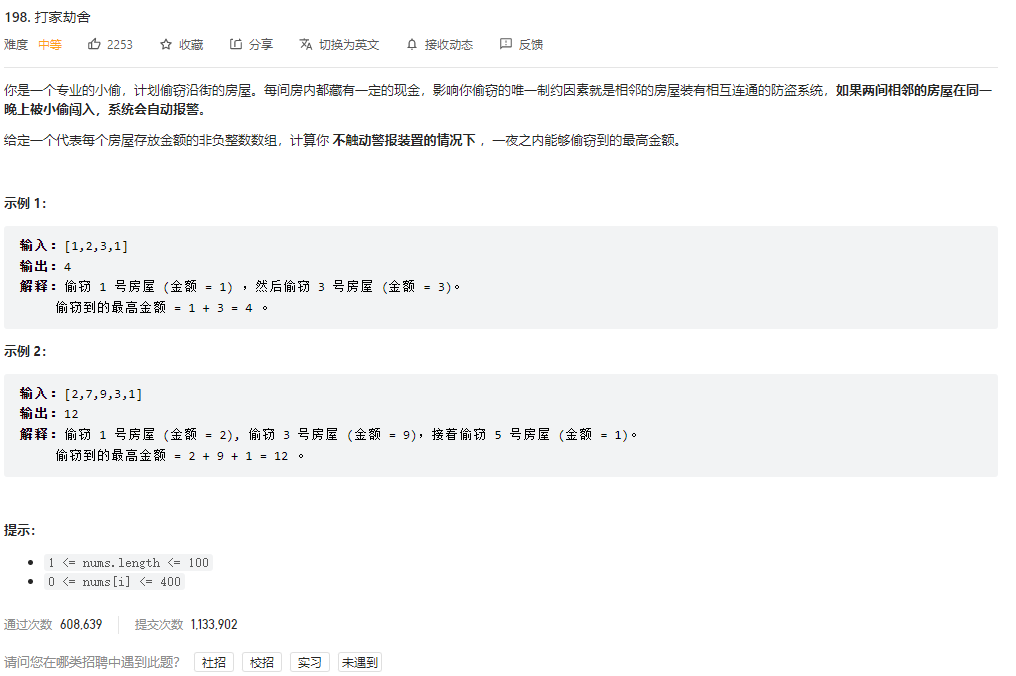 198. 打家劫舍
难度 中等 2253 收藏 分享 切换为英文 接收动态 反馈
你是一个专业的小偷，计划偷窃沿街的房屋。每间房内都藏有一定的现金，影响你偷窃的唯一制约因素就是相邻的房屋装有相互连通的防盗系统，如果两间相邻的房屋在同一
晚上被小偷闯入，系统会自动报警。
给定一个代表每个房屋存放金额的非负整数数组，计算你 不触动警报装置的情况下 ，一夜之内能够偷窃到的最高金额。
示例 1：
输入：[1,2,3,1]
输出：4
解释：偷窃 1 号房屋 (金额 = 1) ，然后偷窃 3 号房屋 (金额 = 3)。
偷窃到的最高金额 = 1 + 3 = 4 。
示例 2：
输入：[2,7,9,3,1]
输出：12
解释：偷窃 1 号房屋 (金额 = 2), 偷窃 3 号房屋 (金额 = 9)，接着偷窃 5 号房屋 (金额 = 1)。
偷窃到的最高金额 = 2 + 9 + 1 = 12 。
提示：
1 <= nums.length <= 100
0 <= nums[i] <= 400
通过次数 608,639 提交次数 1,133,902
请问您在哪类招聘中遇到此题？ 社招 校招 实习 未遇到